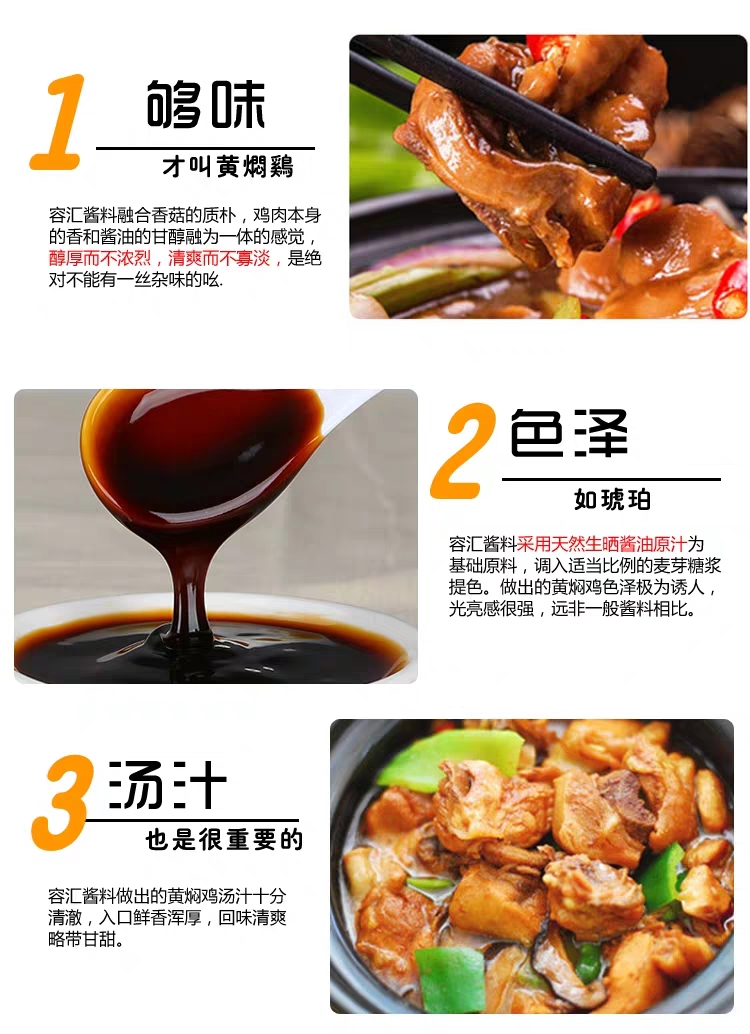 1
够味
才叫黄焖鷄
容汇酱料融合香菇的质朴，鸡肉本身
的香和酱油的甘醇融为一体的感觉，
醇厚而不浓烈，清爽而不寡淡，是绝
对不能有一丝杂味的吆.
2
色泽
如琥珀
容汇酱料采用天然生晒酱油原汁为
基础原料，调入适当比例的麦芽糖浆
提色。做出的黄焖鸡色泽极为诱人，
光亮感很强，远非一般酱料相比。
3
汤汁
也是很重要的
容汇酱料做出的黄焖鸡汤汁十分
清澈，入口鲜香浑厚，回味清爽
略带甘甜。